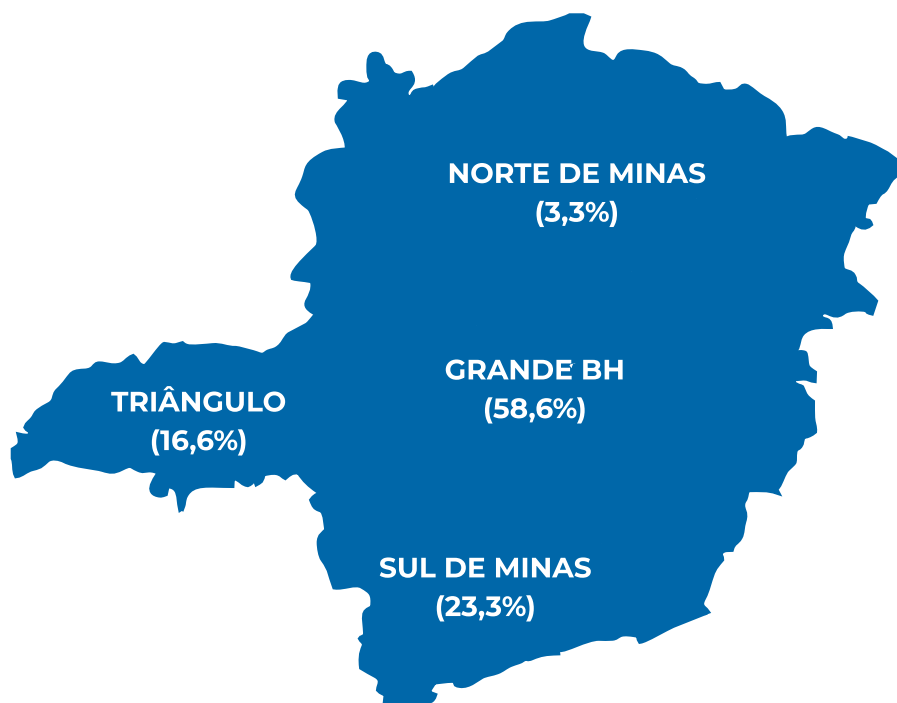 NORTE DE MINAS
(3,3%)
GRANDE BH
(58,6%)
TRIÂNGULO
(16,6%)
SUL DE MINAS
(23,3%)